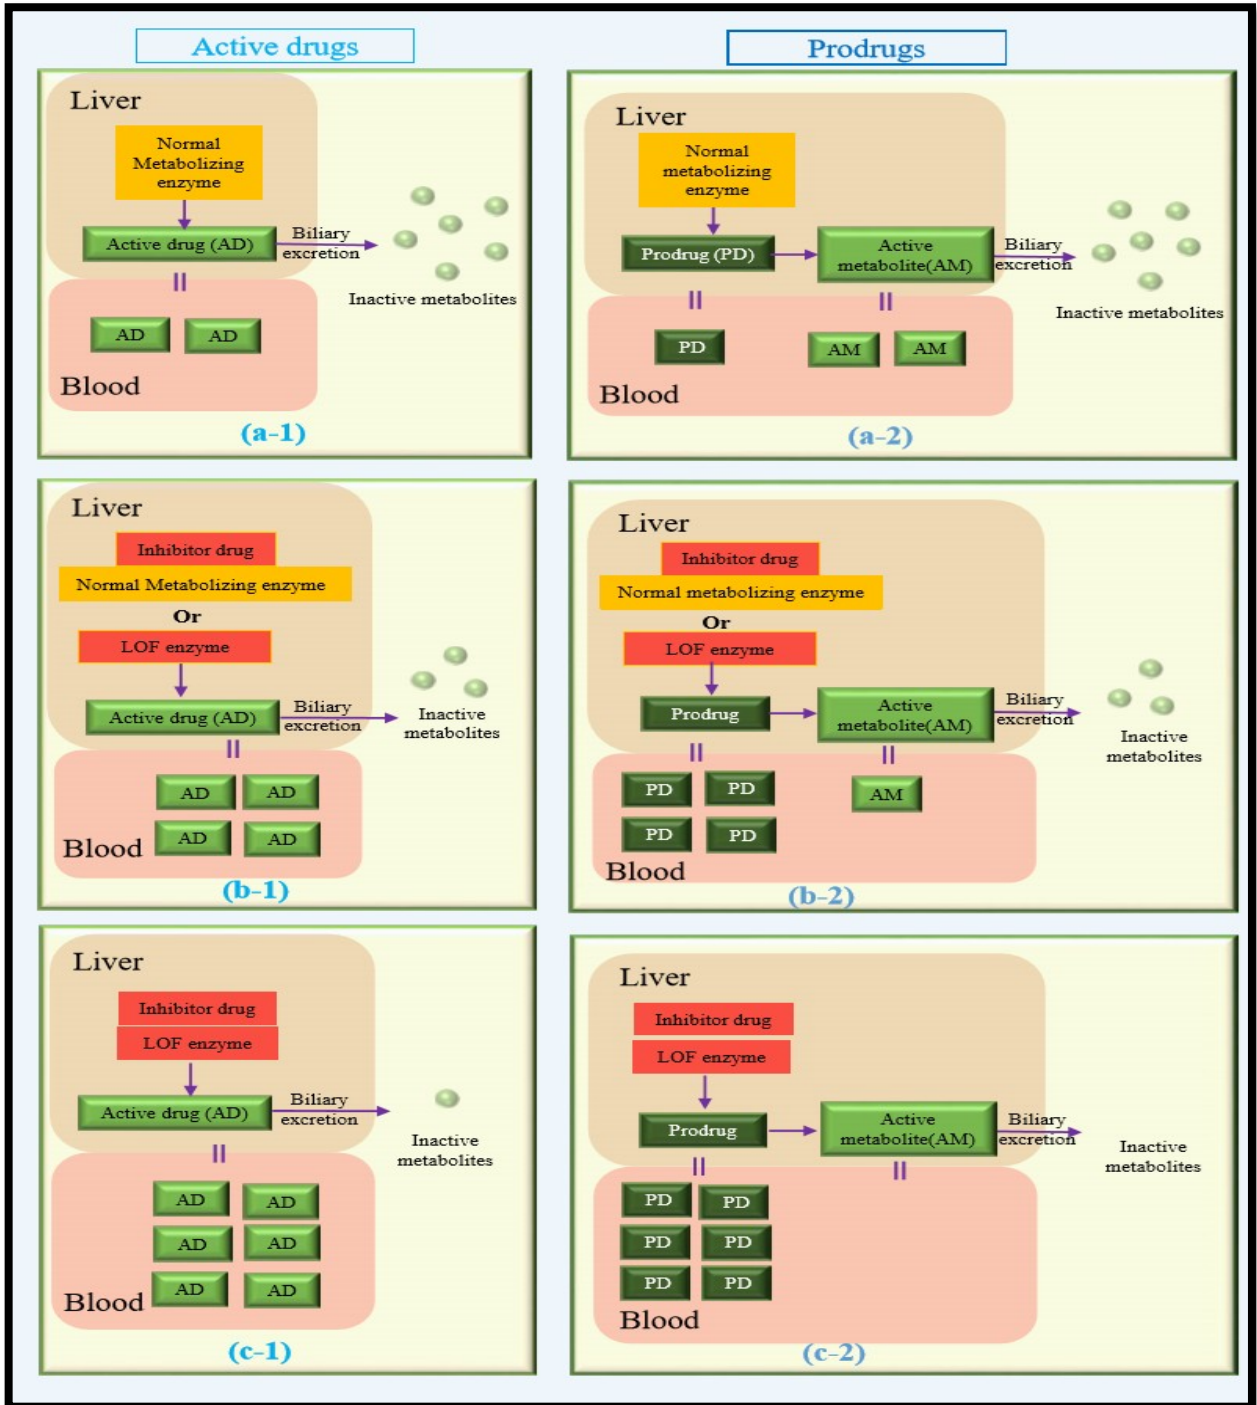 Active drugs
Prodrugs
Liver
Normal
Metabolizing
enzyme
Active drug (AD)
Biliary
excretion
Inactive metabolites
AD
AD
Blood
(a-1)
Liver
Normal
metabolizing
enzyme
Prodrug (PD)
Active
metabolite(AM)
Biliary
excretion
Inactive metabolites
PD
AM
AM
Blood
(a-2)
Liver
Inhibitor drug
Normal Metabolizing enzyme
Or
LOF enzyme
Active drug (AD)
Biliary
excretion
Inactive
metabolites
AD
AD
AD
AD
Blood
(b-1)
Liver
Inhibitor drug
Normal metabolizing enzyme
Or
LOF enzyme
Prodrug
Active
metabolite(AM)
Biliary
excretion
Inactive
metabolites
PD
PD
AM
PD
PD
Blood
(b-2)
Liver
Inhibitor drug
LOF enzyme
Active drug (AD)
Biliary
excretion
Inactive
metabolites
AD
AD
AD
AD
AD
AD
Blood
(c-1)
Liver
Inhibitor drug
LOF enzyme
Prodrug
Active
metabolite(AM)
Biliary
excretion
Inactive
metabolites
PD
PD
PD
PD
PD
PD
Blood
(c-2)